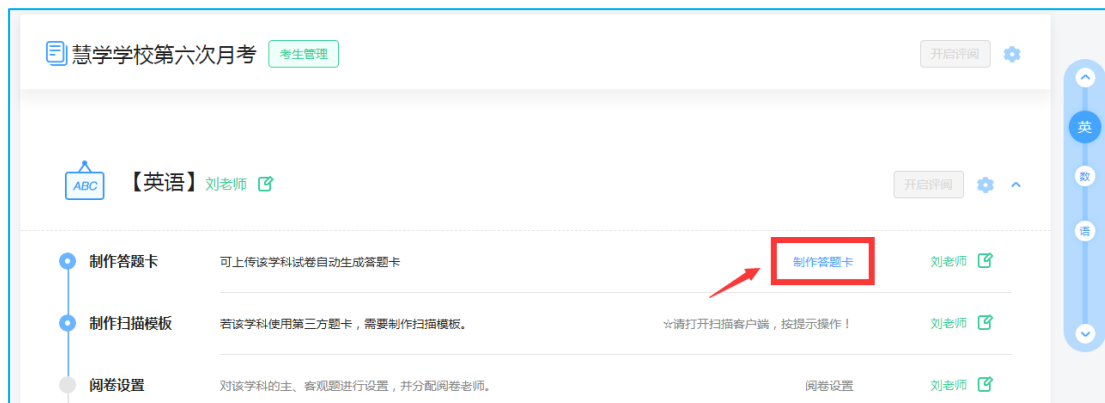 慧学学校第六次月考 考生管理 开启评阅
英
ABC 【英语】 刘老师 开启评阅
数
语
制作答题卡 可上传该学科试卷自动生成答题卡 制作答题卡 刘老师
制作扫描模板 若该学科使用第三方题卡，需要制作扫描模板。 ☆请打开扫描客户端，按提示操作！ 刘老师
阅卷设置 对该学科的主、客观题进行设置，并分配阅卷老师。 阅卷设置 刘老师